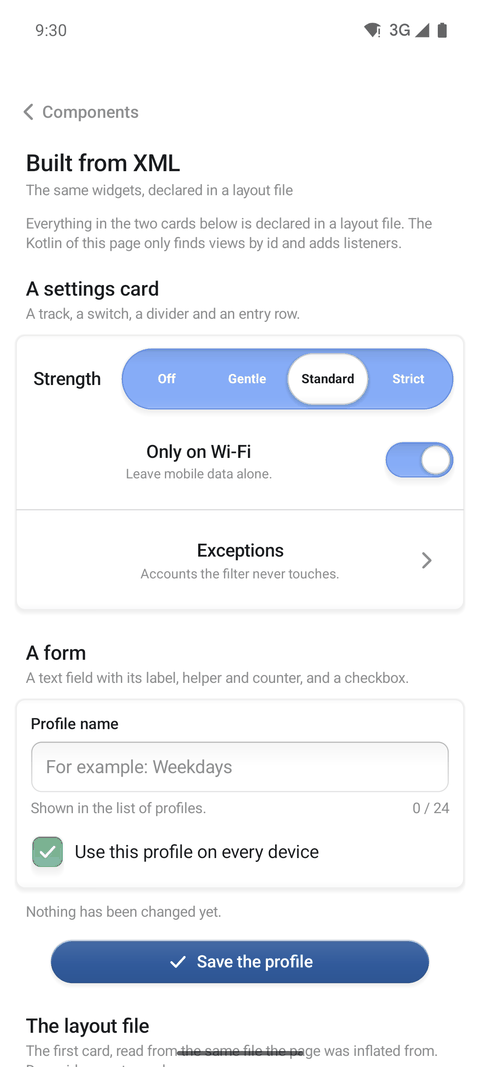 9:30
3G
Components
Built from XML
The same widgets, declared in a layout file
Everything in the two cards below is declared in a layout file. The
Kotlin of this page only finds views by id and adds listeners.
A settings card
A track, a switch, a divider and an entry row.
Strength
Off
Gentle
Standard
Strict
Only on Wi-Fi
Leave mobile data alone.
Exceptions
Accounts the filter never touches.
A form
A text field with its label, helper and counter, and a checkbox.
Profile name
For example: Weekdays
Shown in the list of profiles.
0 / 24
Use this profile on every device
Nothing has been changed yet.
Save the profile
The layout file
The first card, read from the same file the page was inflated from.